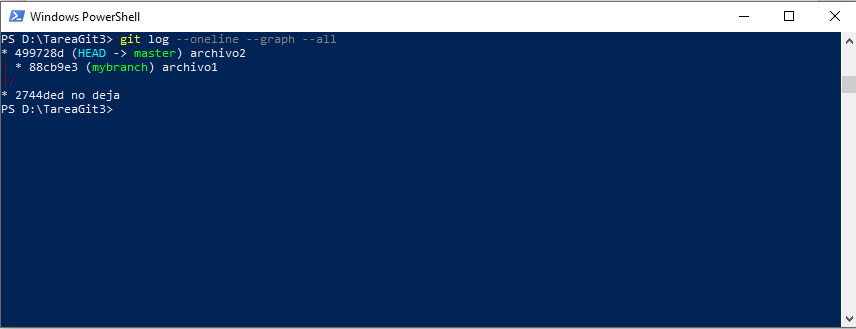 Windows PowerShell
PS D:\TareaGit3> git log --oneline --graph --all
* 499728d (HEAD -> master) archivo2
| * 88cb9e3 (mybranch) archivo1
|/
* 2744ded no deja
PS D:\TareaGit3>